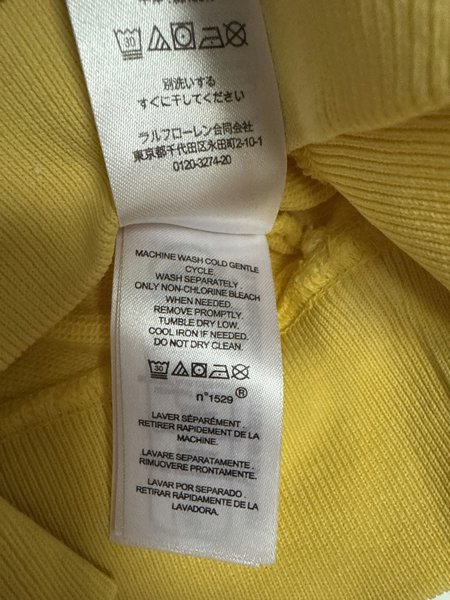 30
別洗いする
すぐに干してください
ラルフローレン合同会社
東京都千代田区永田町2-10-1
0120-3274-20
MACHINE WASH COLD GENTLE
CYCLE.
WASH SEPARATELY .
ONLY NON-CHLORINE BLEACH
WHEN NEEDED.
REMOVE PROMPTLY.
TUMBLE DRY LOW.
COOL IRON IF NEEDED.
DO NOT DRY CLEAN.
30
n°1529 ®
LAVER SÉPARÉMENT .
RETIRER RAPIDEMENT DE LA
MACHINE.
LAVARE SEPARATAMENTE .
RIMUOVERE PRONTAMENTE.
LAVAR POR SEPARADO .
RETIRAR RÁPIDAMENTE DE LA
LAVADORA.